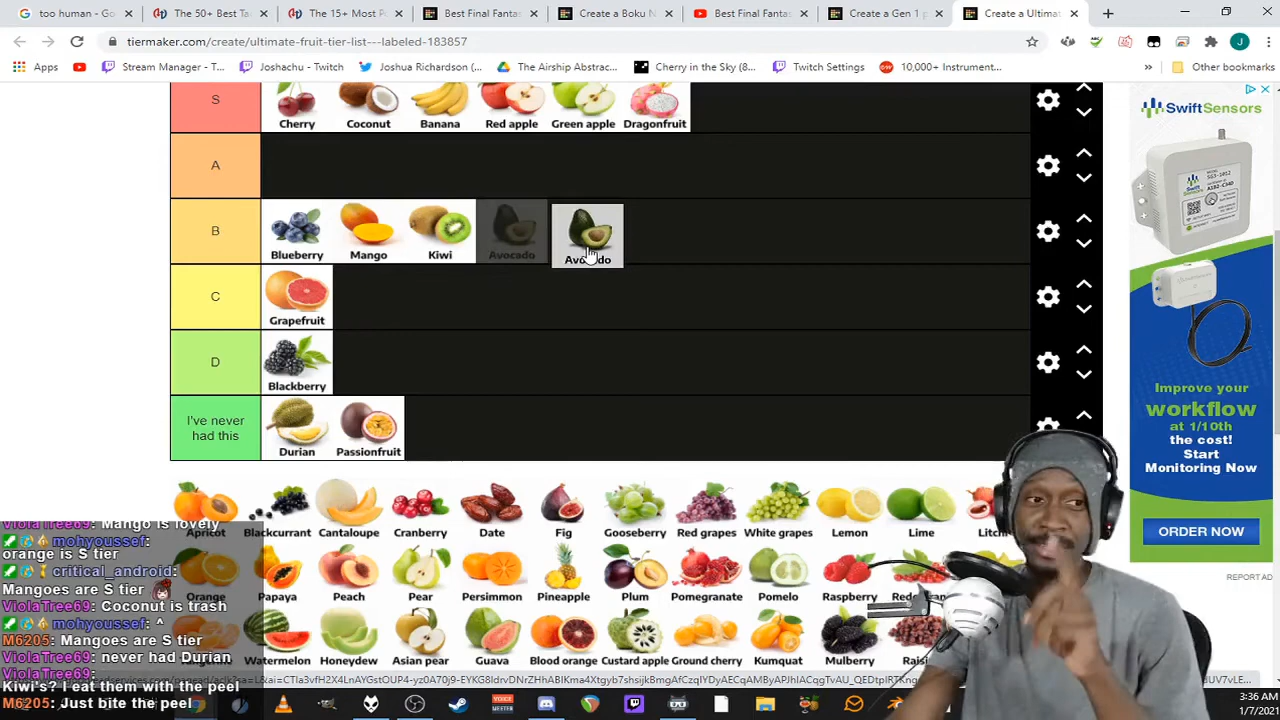 too human - Go
The 50+ Best Ta
The 15+ Most P
Best Final Fantas
Create a Boku N
Best Final Fantas
Create a Gen 1 p
Create a Ultimat
tiermaker.com/create/ultimate-fruit-tier-list---labeled-183857
Apps
Stream Manager - T...
Joshachu - Twitch
Joshua Richardson (...
The Airship Abstrac...
Cherry in the Sky (8...
Twitch Settings
10,000+ Instrument...
»
Other bookmarks
S
Cherry
Coconut
Banana
Red apple
Green apple
Dragonfruit
A
B
Blueberry
Mango
Kiwi
Avocado
Avocado
C
Grapefruit
D
Blackberry
I've never
had this
Durian
Passionfruit
Apricot
Blackcurrant
Cantaloupe
Cranberry
Date
Fig
Gooseberry
Red grapes
White grapes
Lemon
Lime
Litch
Orange
Papaya
Peach
Pear
Persimmon
Pineapple
Plum
Pomegranate
Pomelo
Raspberry
Watermelon
Honeydew
Asian pear
Guava
Blood orange
Custard apple
Ground cherry
Kumquat
Mulberry
Raisi
ViolaTree69: Mango is lovely
mohyoussef:
orange is S tier
critical_android:
Mangoes are S tier
ViolaTree69: Coconut is trash
mohyoussef: ^
M6205: Mangoes are S tier
ViolaTree69: never had Durian
ViolaTree69:
Kiwi's? I eat them with the peel
M6205: Just bite the peel
SwiftSensors
Improve your
workflow
at 1/10th
the cost!
Start
Monitoring Now
ORDER NOW
REPORT AD
VOICE
MEETER
3:36 AM
1/7/2021